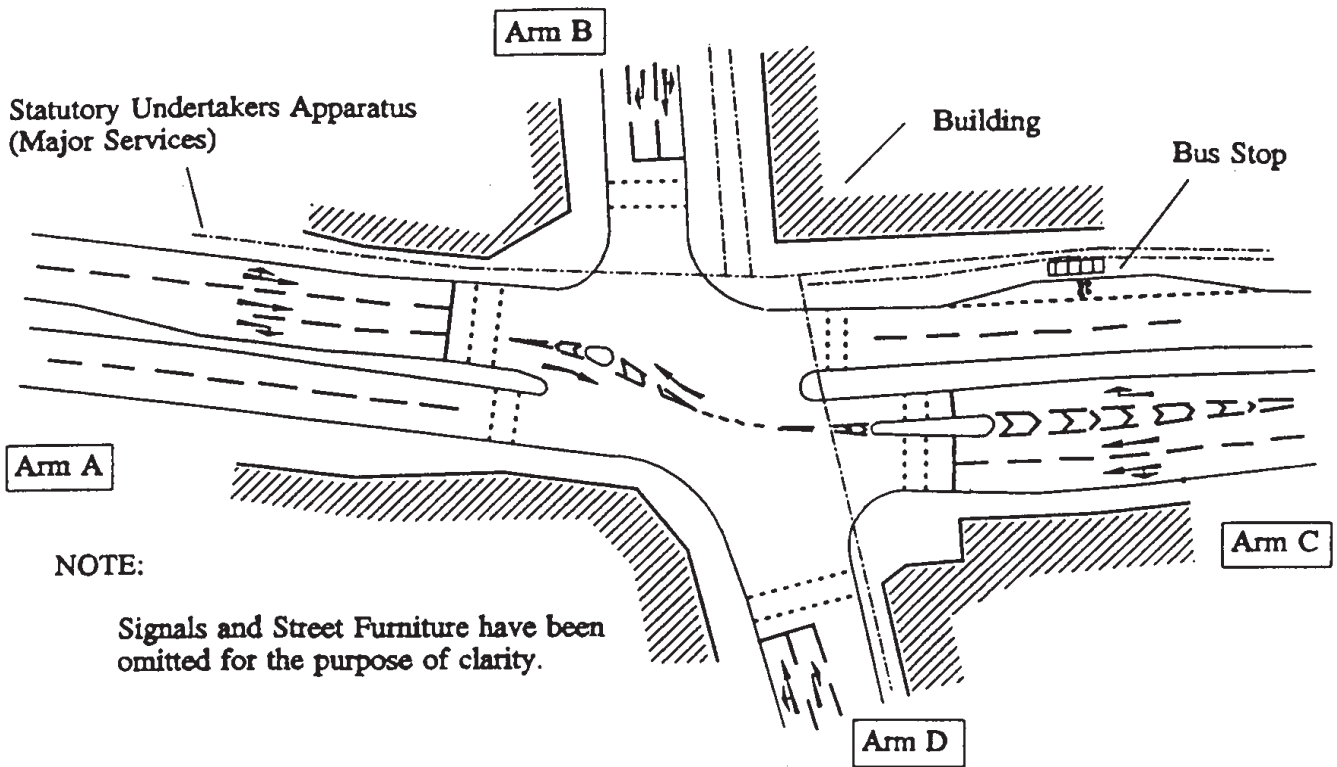 Arm B
Statutory Undertakers Apparatus
(Major Services)
Building
Bus Stop
Arm A
Arm C
NOTE:
Signals and Street Furniture have been
omitted for the purpose of clarity.
Arm D